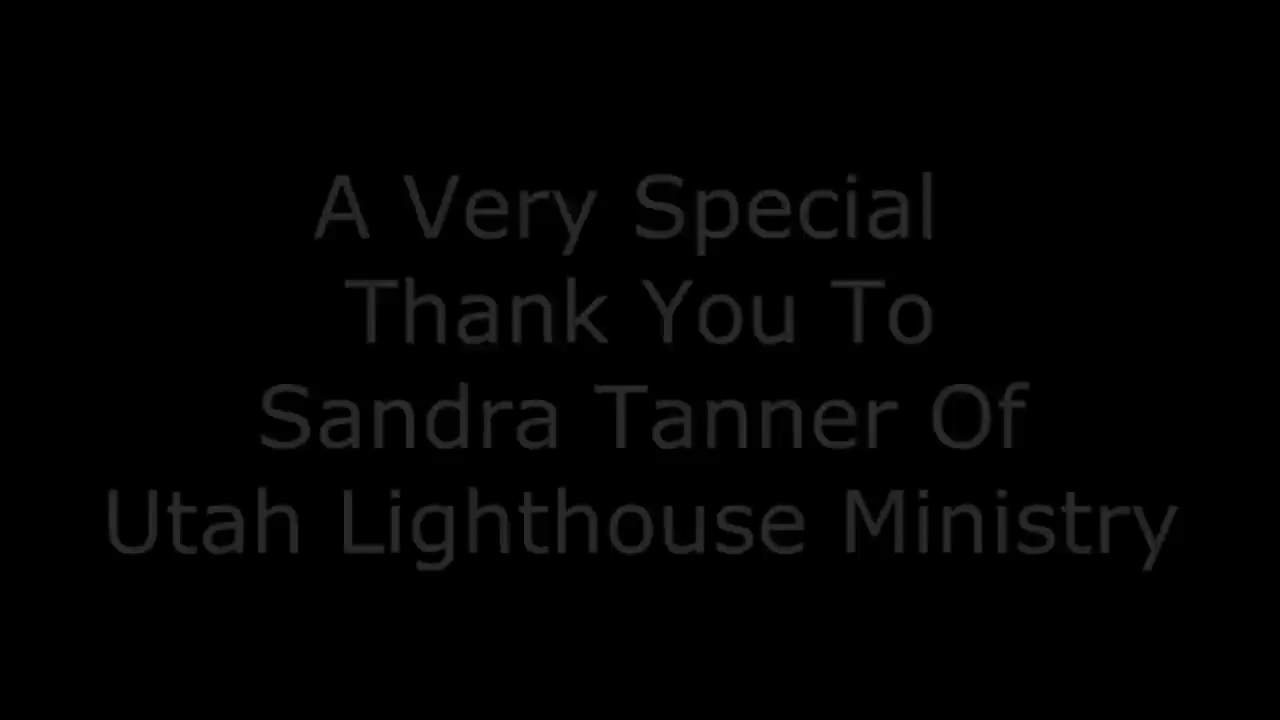 A Very Special
Thank You To
Sandra Tanner Of
Utah Lighthouse Ministry